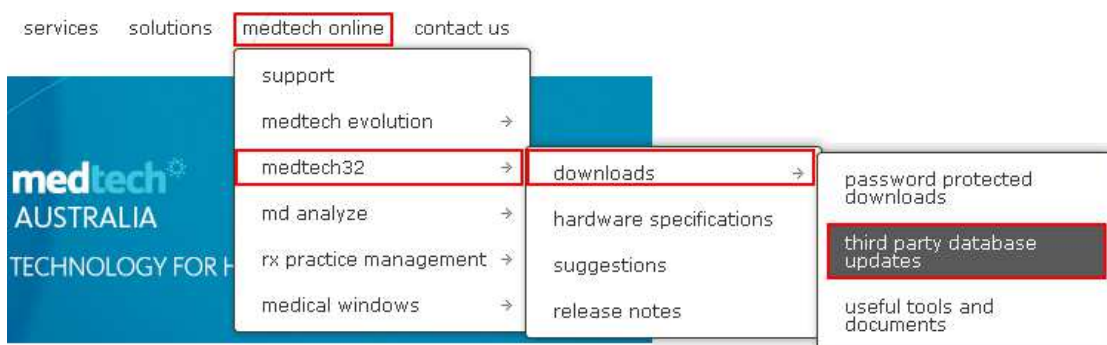 services solutions medtech online contact us
support
medtech evolution
medtech32
md analyze
rx practice management
medical windows
downloads
hardware specifications
suggestions
release notes
password protected
downloads
third party database
updates
useful tools and
documents
medtech
AUSTRALIA
TECHNOLOGY FOR H